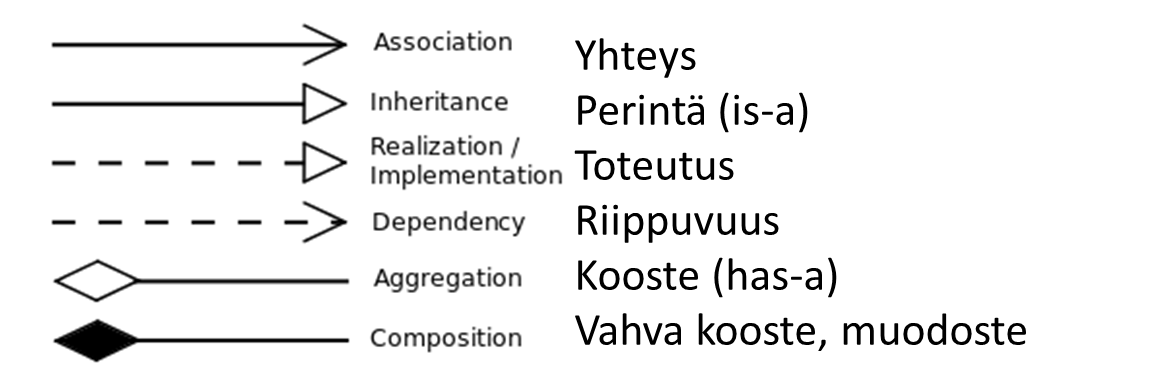 Association
Yhteys
Inheritance
Perintä (is-a)
Realization /
Implementation
Toteutus
Dependency
Riippuvuus
Aggregation
Kooste (has-a)
Composition
Vahva kooste, muodoste